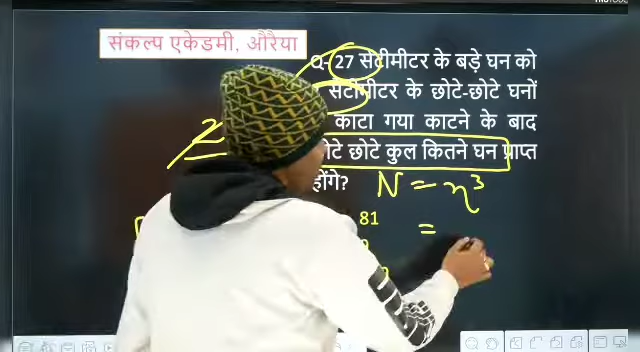 संकल्प एकेडमी, औरैया
Q- 27 सेंटीमीटर के बड़े घन को
सेंटीमीटर के छोटे-छोटे घनों
काटा गया काटने के बाद
छोटे कुल कितने घन प्राप्त
होंगे? N = n³
81
=